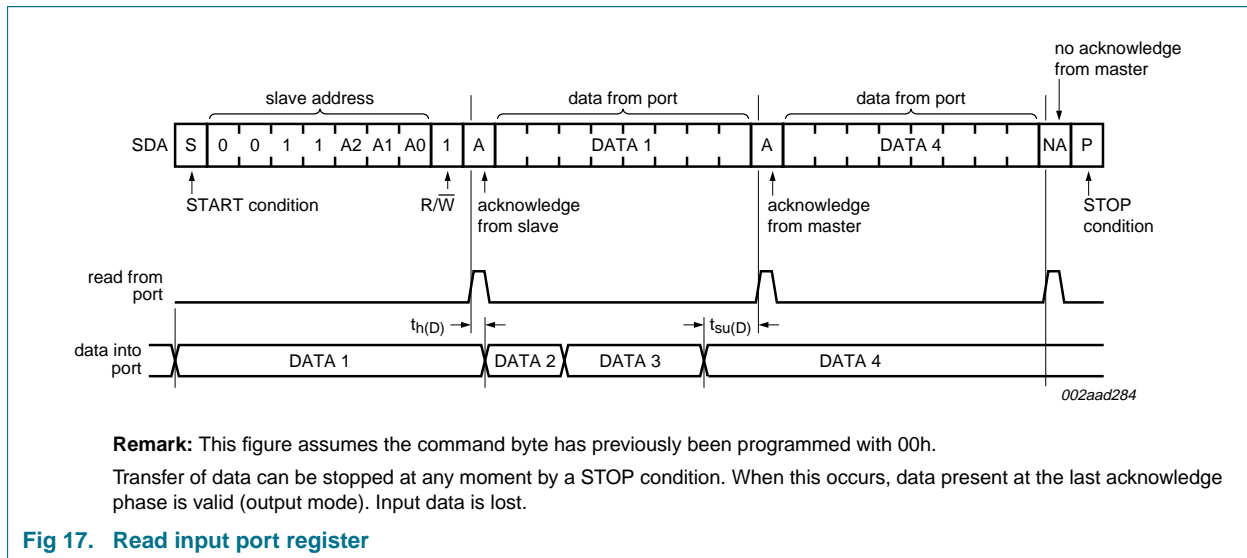 no acknowledge
from master
slave address
data from port
data from port
SDA S 0 0 1 1 A2 A1 A0 1 A DATA 1 A DATA 4 NA P
START condition
R/W̅
acknowledge
from slave
acknowledge
from master
STOP
condition
read from
port
th(D)
tsu(D)
data into
port
DATA 1 DATA 2 DATA 3 DATA 4
002aad284
Remark: This figure assumes the command byte has previously been programmed with 00h.
Transfer of data can be stopped at any moment by a STOP condition. When this occurs, data present at the last acknowledge
phase is valid (output mode). Input data is lost.
Fig 17. Read input port register